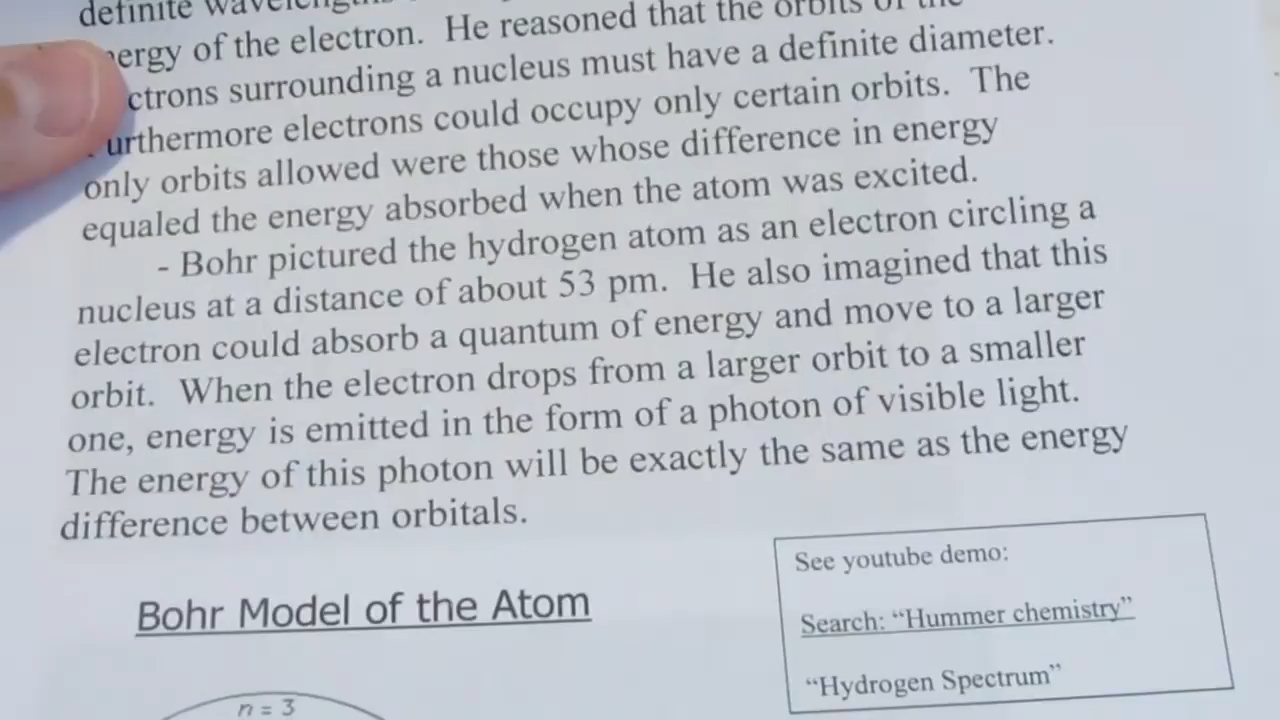 definite wavelengths
energy of the electron. He reasoned that the orbits of the
ctrons surrounding a nucleus must have a definite diameter.
urthermore electrons could occupy only certain orbits. The
only orbits allowed were those whose difference in energy
equaled the energy absorbed when the atom was excited.
- Bohr pictured the hydrogen atom as an electron circling a
nucleus at a distance of about 53 pm. He also imagined that this
electron could absorb a quantum of energy and move to a larger
orbit. When the electron drops from a larger orbit to a smaller
one, energy is emitted in the form of a photon of visible light.
The energy of this photon will be exactly the same as the energy
difference between orbitals.
See youtube demo:
Search: “Hummer chemistry”
“Hydrogen Spectrum”
Bohr Model of the Atom
n = 3